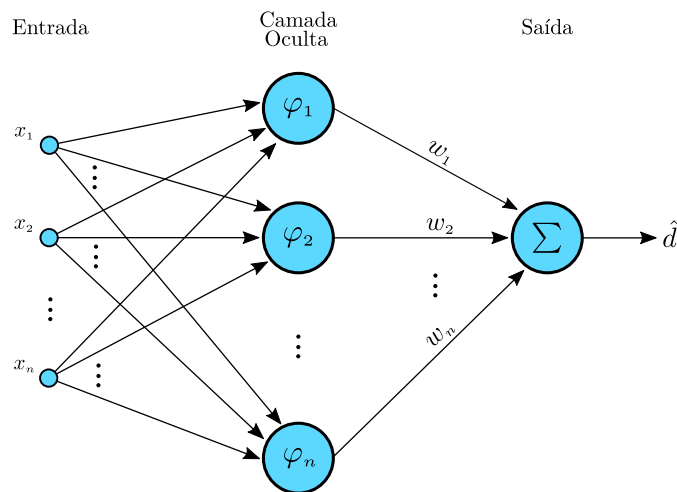 Entrada
Camada
Oculta
Saída
x₁
x₂
xₙ
φ₁
φ₂
φₙ
w₁
w₂
wₙ
∑
d̂